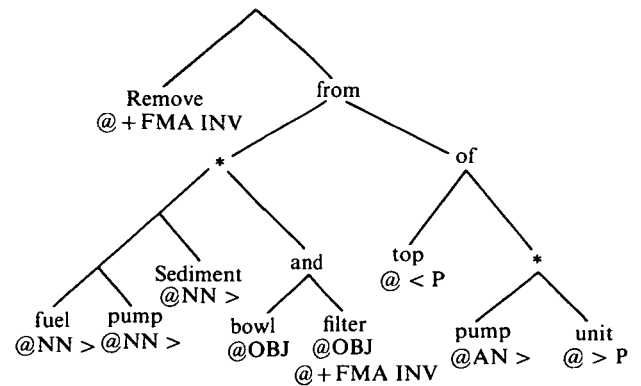 Remove
@ + FMA INV
from
*
of
Sediment
@NN >
and
top
@ < P
*
fuel
@NN >
pump
@NN >
bowl
@OBJ
filter
@OBJ
@ + FMA INV
pump
@AN >
unit
@ > P